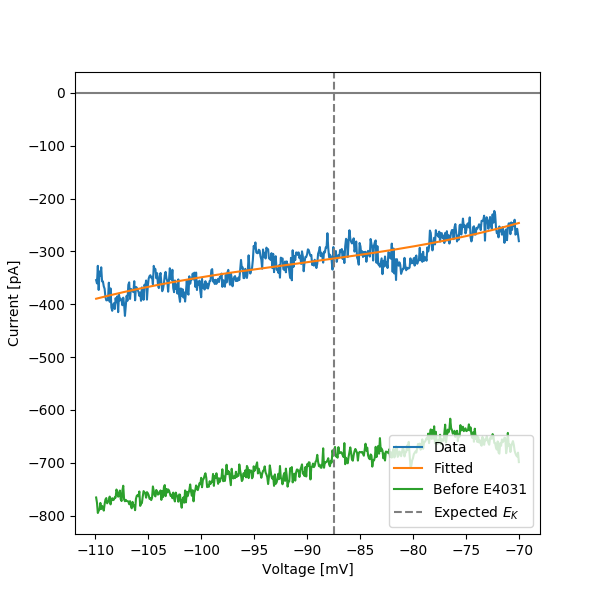 0
−100
−200
−300
−400
−500
−600
−700
−800
Current [pA]
Data
Fitted
Before E4031
Expected $E_K$
−110 −105 −100 −95 −90 −85 −80 −75 −70
Voltage [mV]